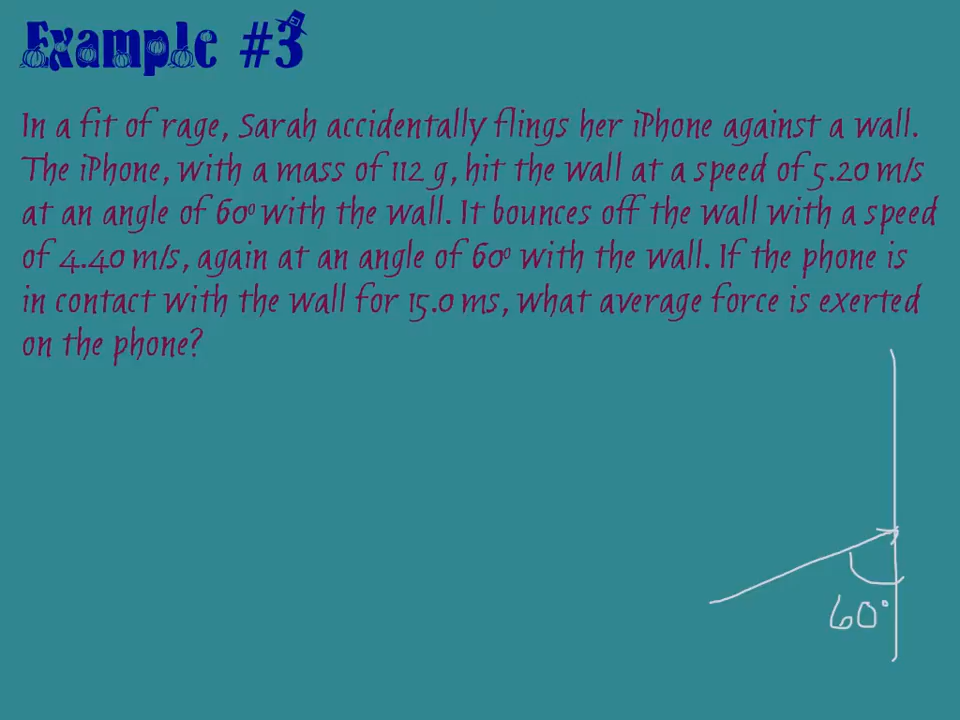 Example #3
In a fit of rage, Sarah accidentally flings her iPhone against a wall.
The iPhone, with a mass of 112 g, hit the wall at a speed of 5.20 m/s
at an angle of 60⁰ with the wall. It bounces off the wall with a speed
of 4.40 m/s, again at an angle of 60⁰ with the wall. If the phone is
in contact with the wall for 15.0 ms, what average force is exerted
on the phone?
60°